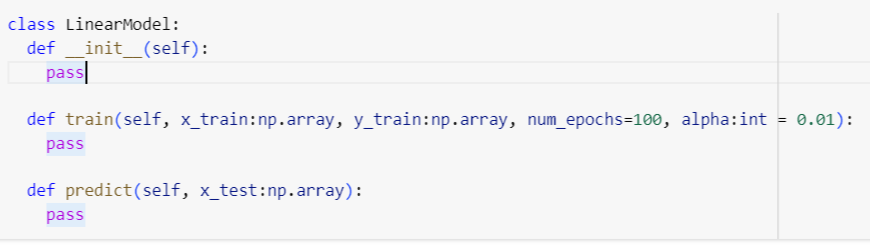 class LinearModel:
  def __init__(self):
    pass

  def train(self, x_train:np.array, y_train:np.array, num_epochs=100, alpha:int = 0.01):
    pass

  def predict(self, x_test:np.array):
    pass